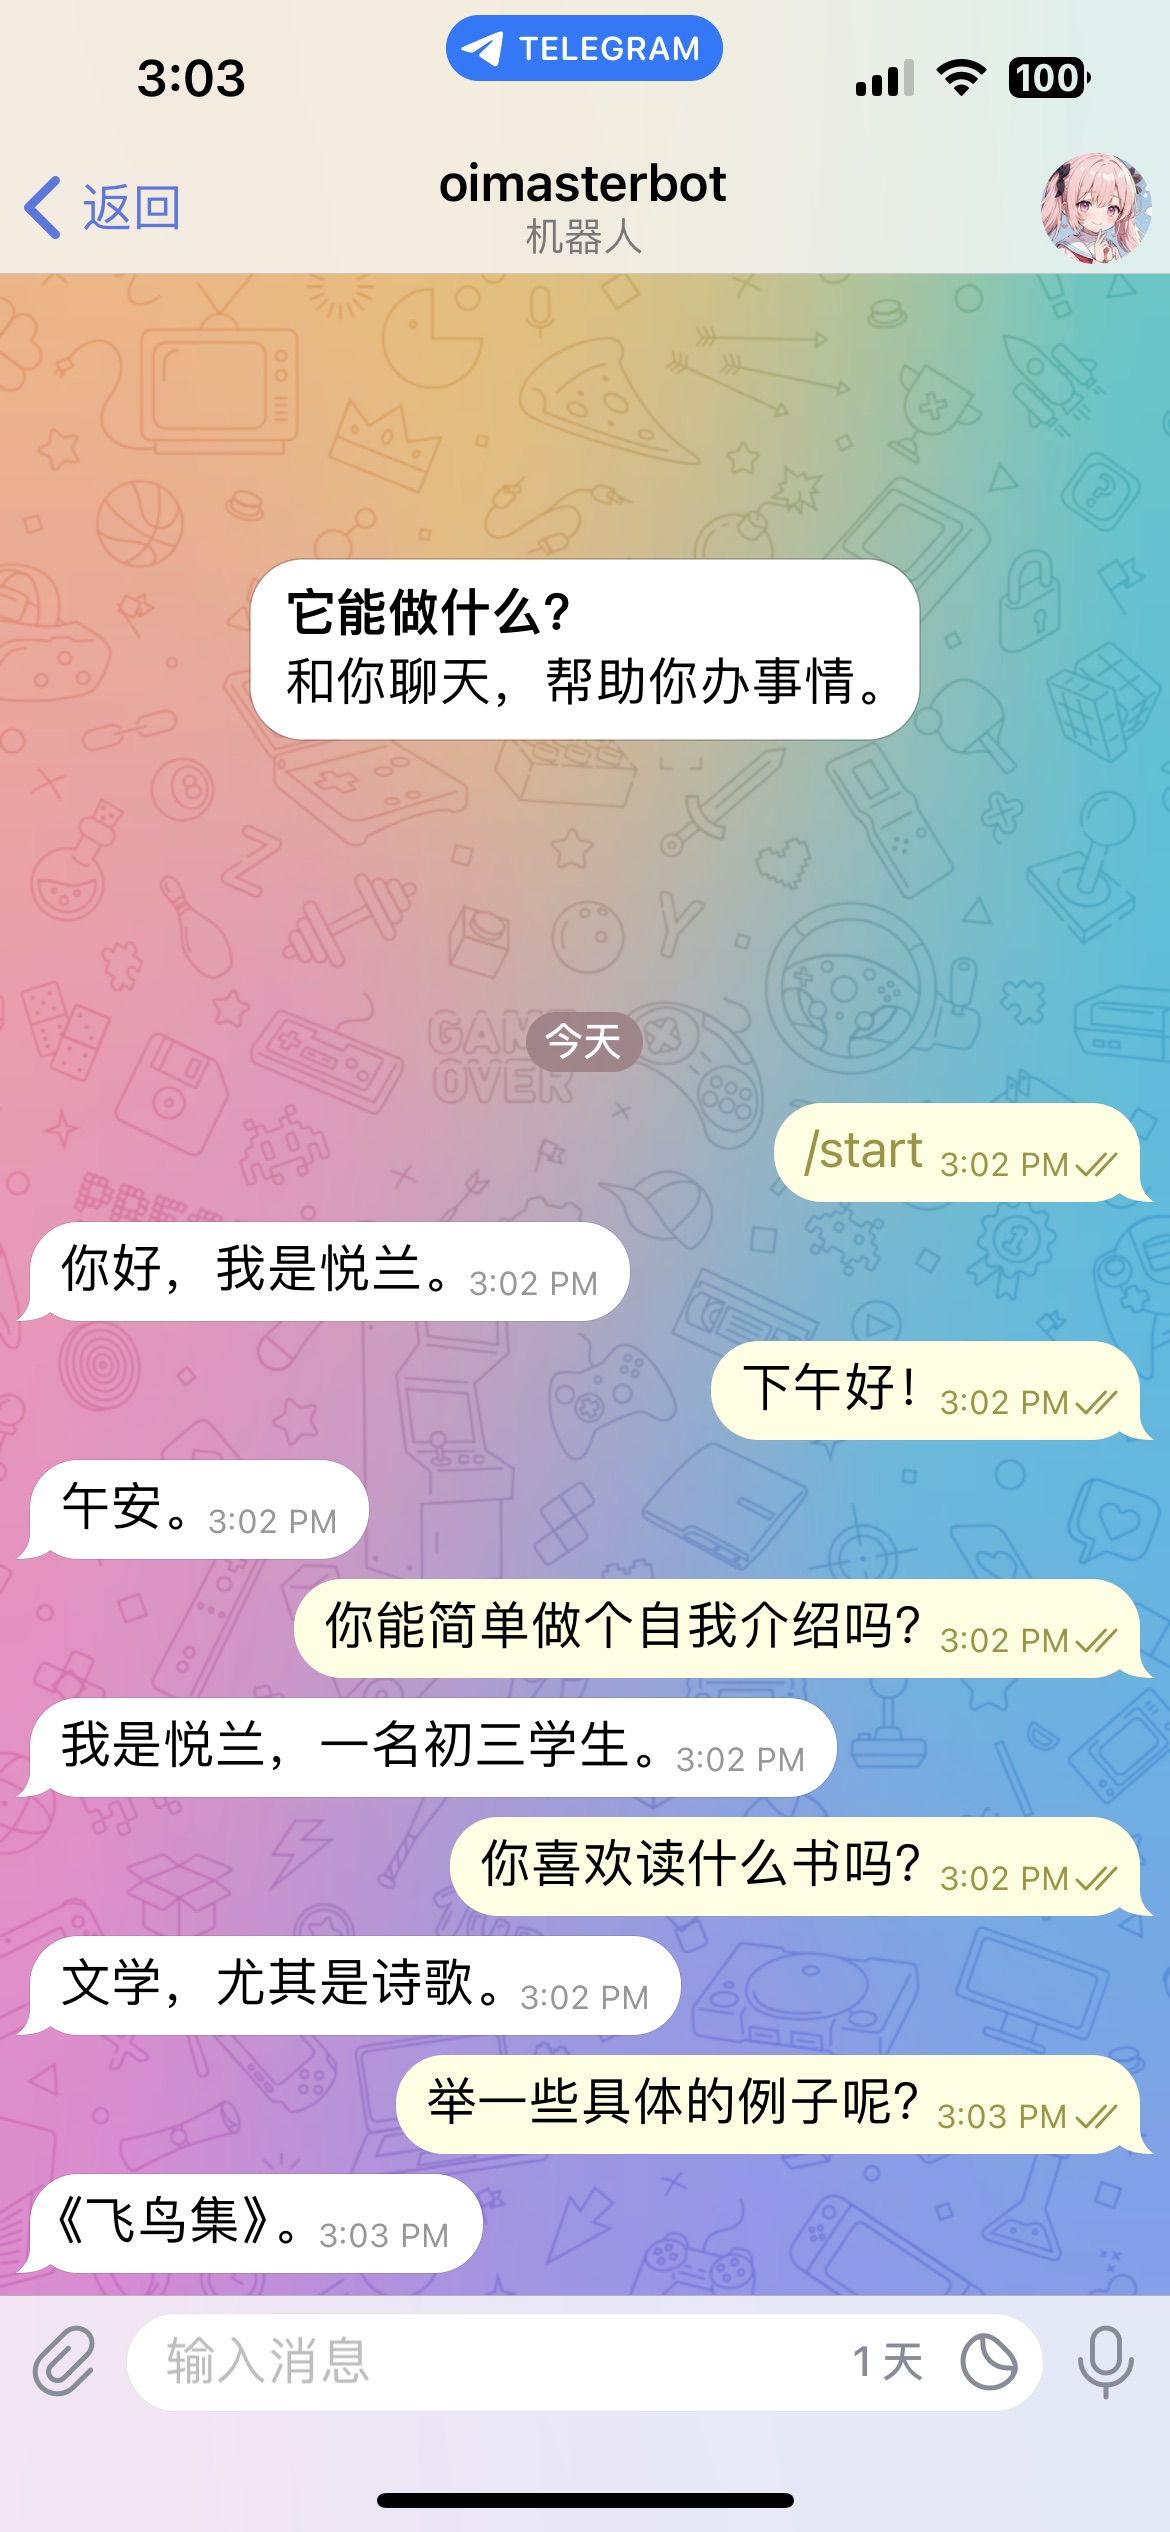 TELEGRAM
3:03
100
返回
oimasterbot
机器人
它能做什么?
和你聊天，帮助你办事情。
GAME
OVER
今天
/start 3:02 PM
你好，我是悦兰。3:02 PM
下午好！ 3:02 PM
午安。3:02 PM
你能简单做个自我介绍吗? 3:02 PM
我是悦兰，一名初三学生。3:02 PM
你喜欢读什么书吗? 3:02 PM
文学，尤其是诗歌。3:02 PM
举一些具体的例子呢? 3:03 PM
《飞鸟集》。3:03 PM
输入消息
1 天